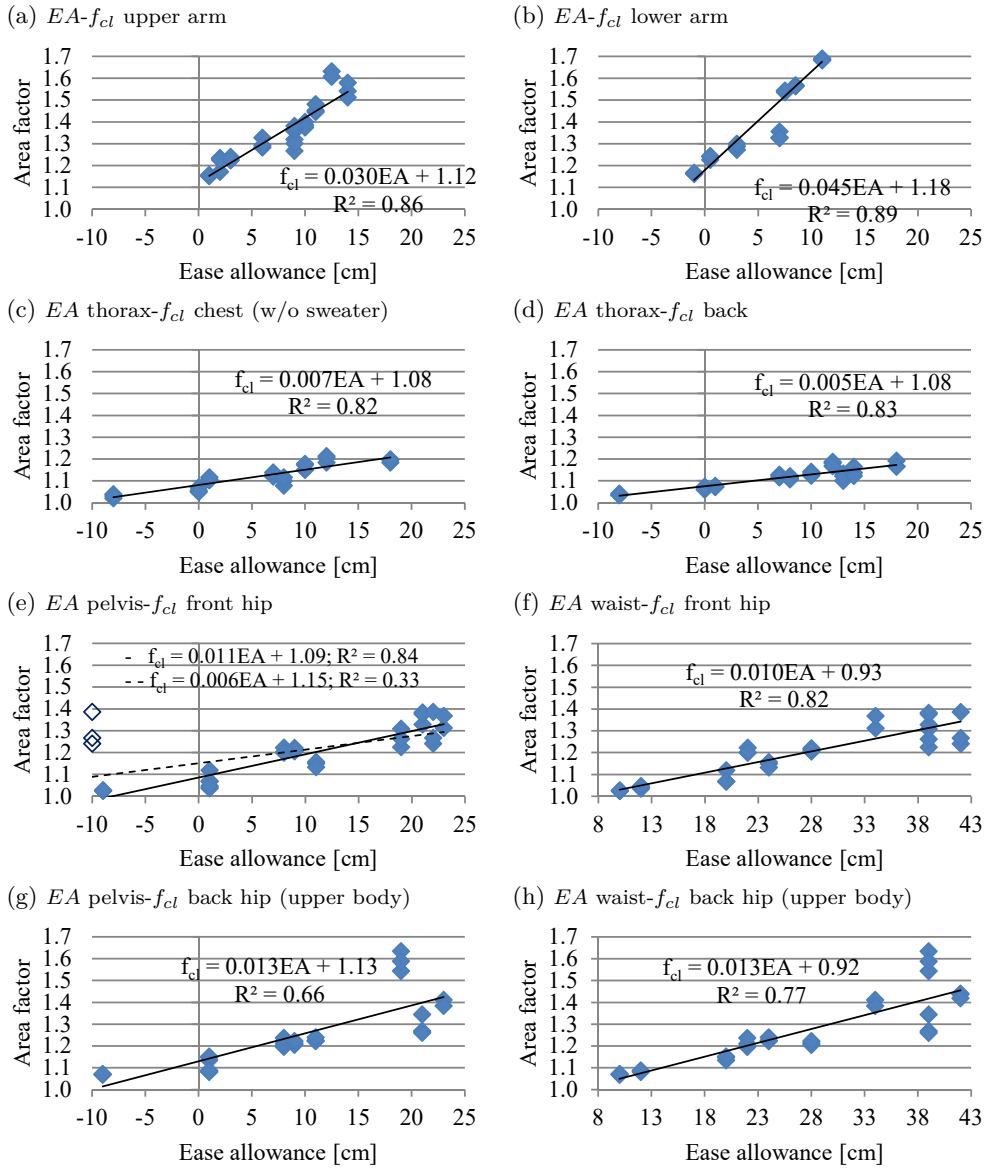 (a) EA-fcl upper arm
Area factor
1.7
1.6
1.5
1.4
1.3
1.2
1.1
1.0
fcl = 0.030EA + 1.12
R² = 0.86
-10 -5 0 5 10 15 20 25
Ease allowance [cm]
(b) EA-fcl lower arm
Area factor
1.7
1.6
1.5
1.4
1.3
1.2
1.1
1.0
fcl = 0.045EA + 1.18
R² = 0.89
-10 -5 0 5 10 15 20 25
Ease allowance [cm]
(c) EA thorax-fcl chest (w/o sweater)
Area factor
1.7
1.6
1.5
1.4
1.3
1.2
1.1
1.0
fcl = 0.007EA + 1.08
R² = 0.82
-10 -5 0 5 10 15 20 25
Ease allowance [cm]
(d) EA thorax-fcl back
Area factor
1.7
1.6
1.5
1.4
1.3
1.2
1.1
1.0
fcl = 0.005EA + 1.08
R² = 0.83
-10 -5 0 5 10 15 20 25
Ease allowance [cm]
(e) EA pelvis-fcl front hip
Area factor
1.7
1.6
1.5
1.4
1.3
1.2
1.1
1.0
- fcl = 0.011EA + 1.09; R² = 0.84
- - fcl = 0.006EA + 1.15; R² = 0.33
-10 -5 0 5 10 15 20 25
Ease allowance [cm]
(f) EA waist-fcl front hip
Area factor
1.7
1.6
1.5
1.4
1.3
1.2
1.1
1.0
fcl = 0.010EA + 0.93
R² = 0.82
8 13 18 23 28 33 38 43
Ease allowance [cm]
(g) EA pelvis-fcl back hip (upper body)
Area factor
1.7
1.6
1.5
1.4
1.3
1.2
1.1
1.0
fcl = 0.013EA + 1.13
R² = 0.66
-10 -5 0 5 10 15 20 25
Ease allowance [cm]
(h) EA waist-fcl back hip (upper body)
Area factor
1.7
1.6
1.5
1.4
1.3
1.2
1.1
1.0
fcl = 0.013EA + 0.92
R² = 0.77
8 13 18 23 28 33 38 43
Ease allowance [cm]